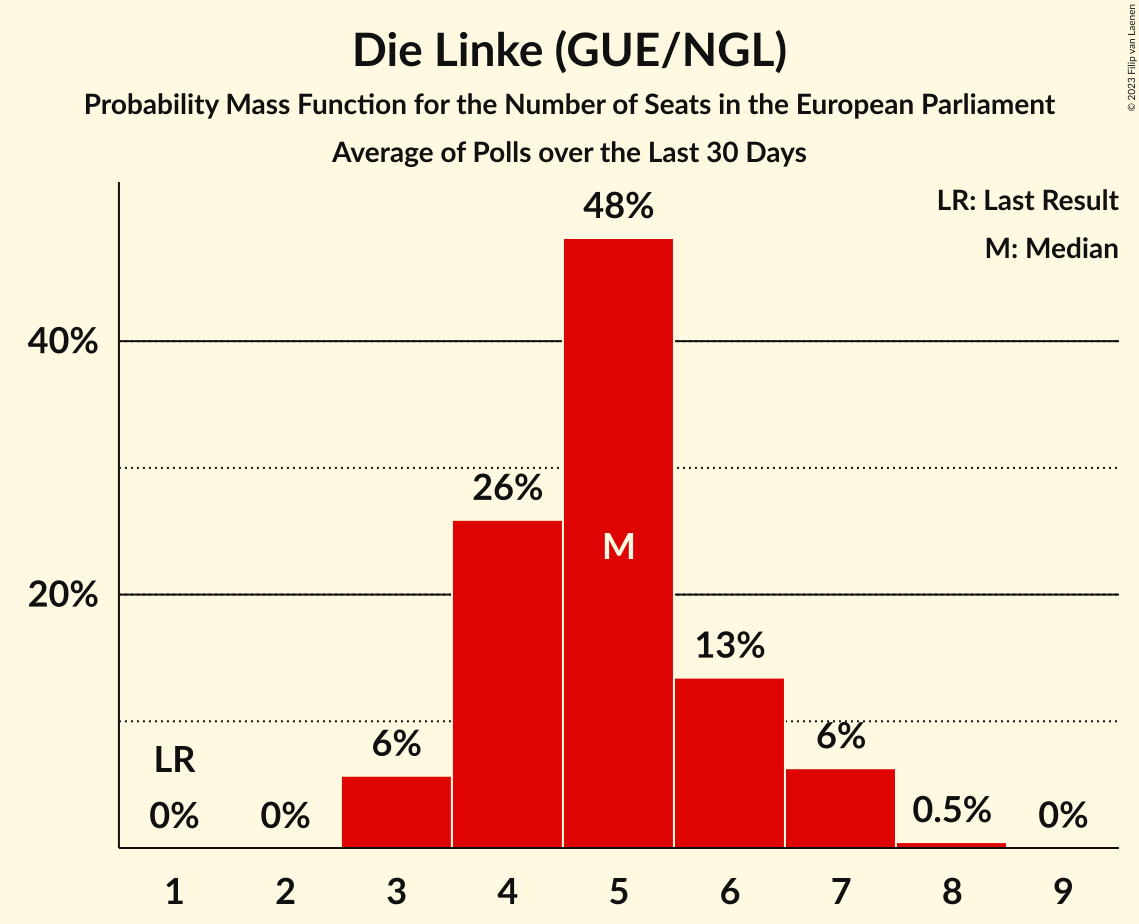 Die Linke (GUE/NGL)
Probability Mass Function for the Number of Seats in the European Parliament
Average of Polls over the Last 30 Days
© 2023 Filip van Laenen
LR: Last Result
M: Median
48%
40%
26%
M
20%
13%
6%
6%
LR
0%
0%
0.5%
0%
1 2 3 4 5 6 7 8 9